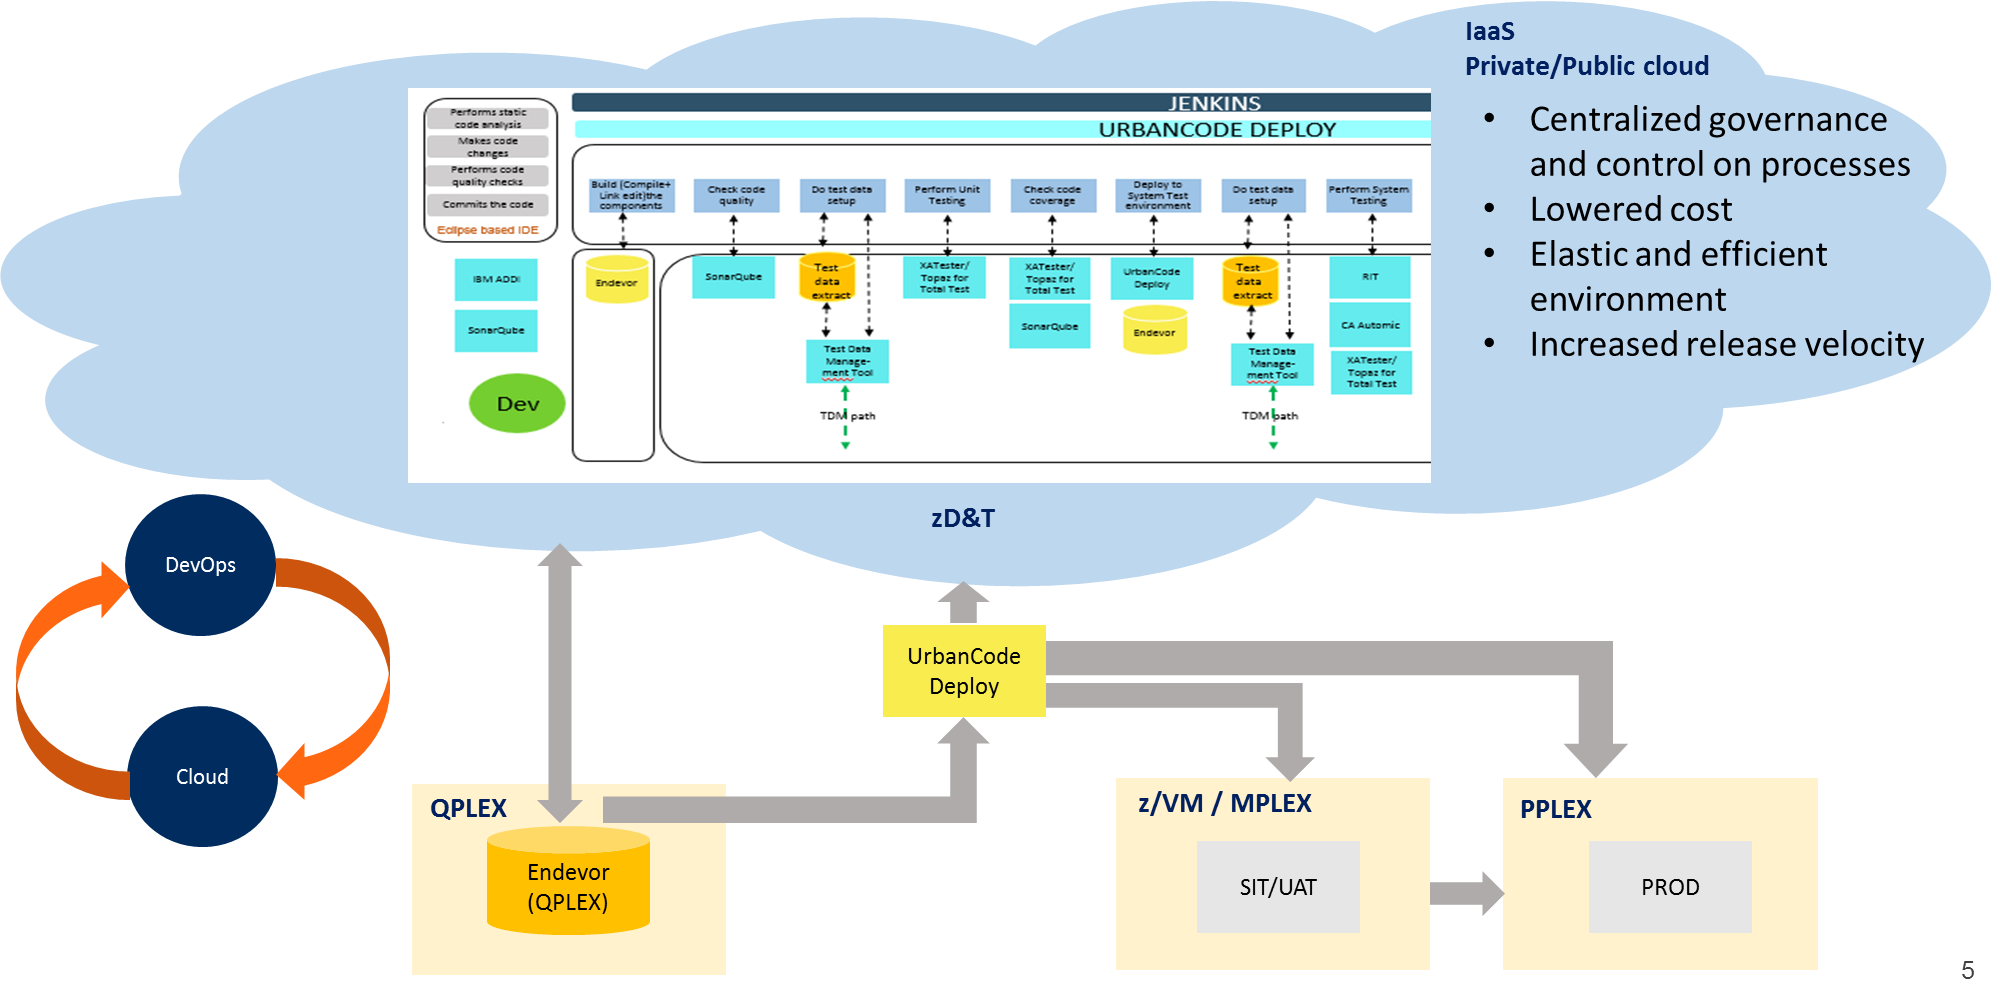 IaaS
Private/Public cloud
• Centralized governance
and control on processes
• Lowered cost
• Elastic and efficient
environment
• Increased release velocity
JENKINS
URBANCODE DEPLOY
Performs static
code analysis
Makes code
changes
Performs code
quality checks
Commits the code
Eclipse based IDE
Build (Compile+
Link edit)the
components
Check code
quality
Do test data
setup
Perform Unit
Testing
Check code
coverage
Deploy to
System Test
environment
Do test data
setup
Perform System
Testing
IBM ADDI
SonarQube
Dev
Endevor
SonarQube
Test
data
extract
Test Data
Manage-
ment Tool
TDM path
XATester/
Topaz for
Total Test
XATester/
Topaz for
Total Test
SonarQube
UrbanCode
Deploy
Endevor
Test
data
extract
Test Data
Manage-
ment Tool
TDM path
RIT
CA Automic
XATester/
Topaz for
Total Test
zD&T
DevOps
Cloud
UrbanCode
Deploy
QPLEX
Endevor
(QPLEX)
z/VM / MPLEX
SIT/UAT
PPLEX
PROD
5